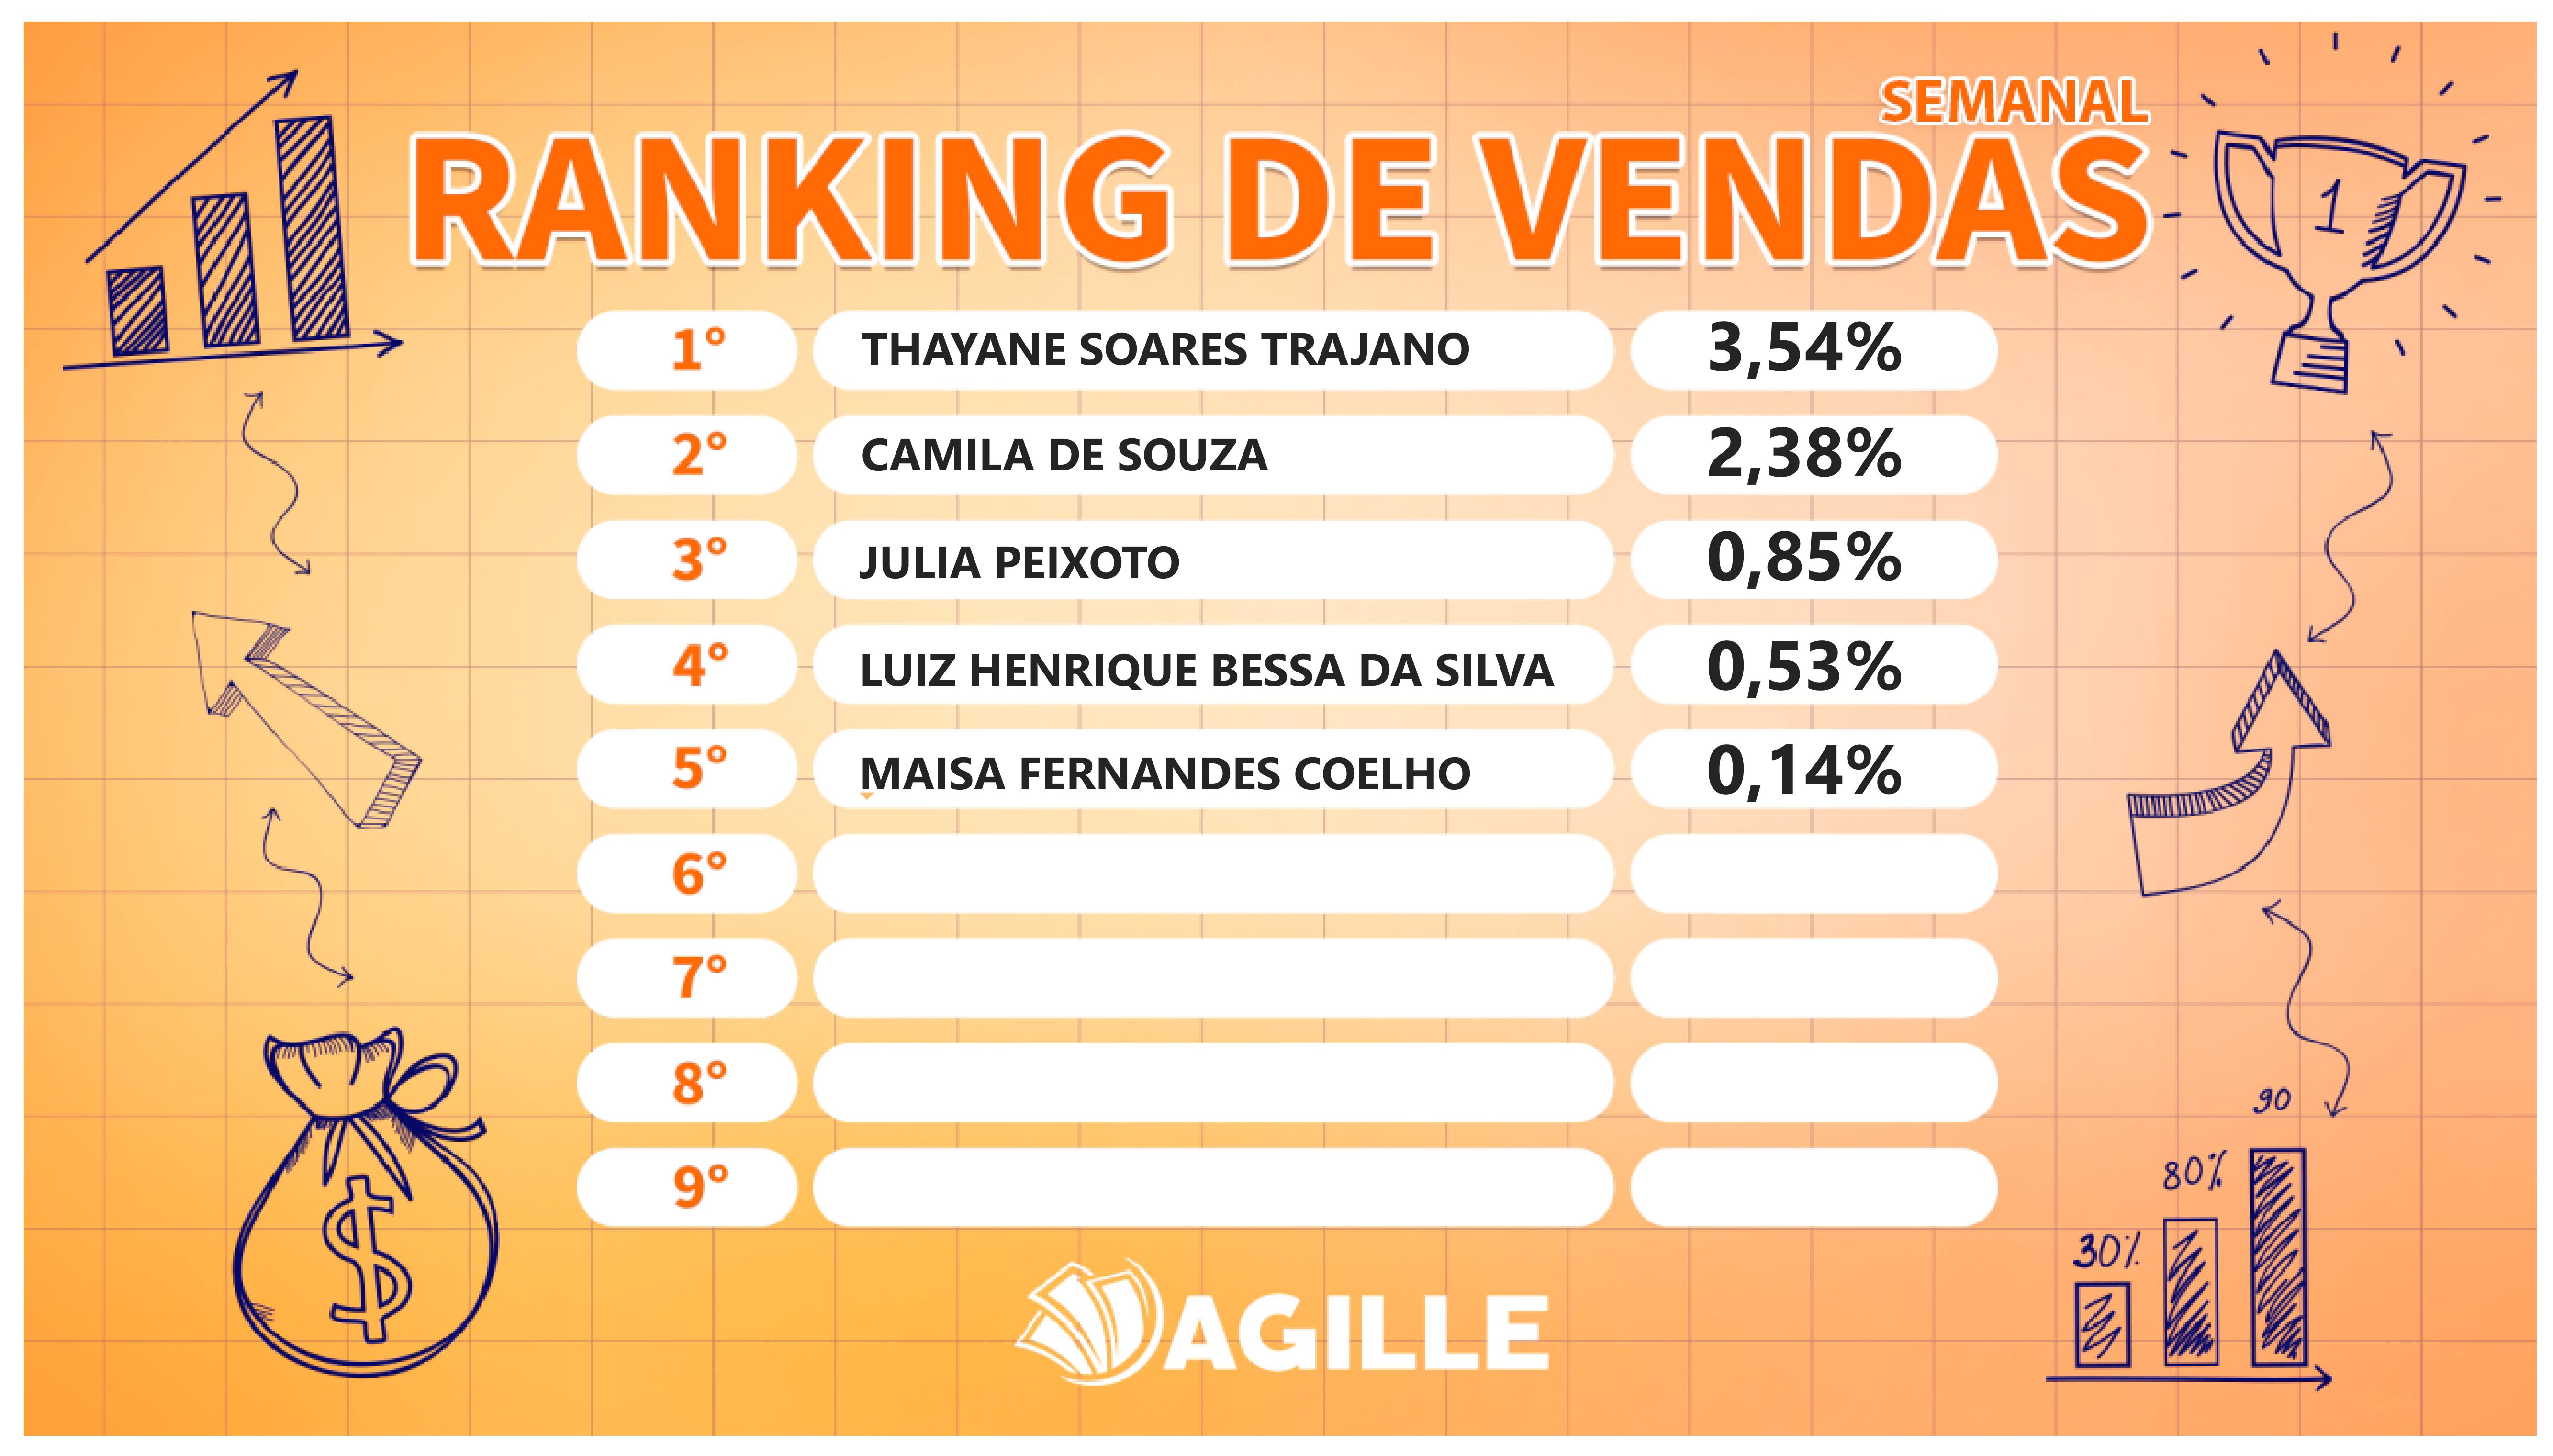 SEMANAL
RANKING DE VENDAS
1
1° THAYANE SOARES TRAJANO 3,54%
2° CAMILA DE SOUZA 2,38%
3° JULIA PEIXOTO 0,85%
4° LUIZ HENRIQUE BESSA DA SILVA 0,53%
5° MAISA FERNANDES COELHO 0,14%
6°
7°
8°
9°
90
80%
30%
$
AGILLE